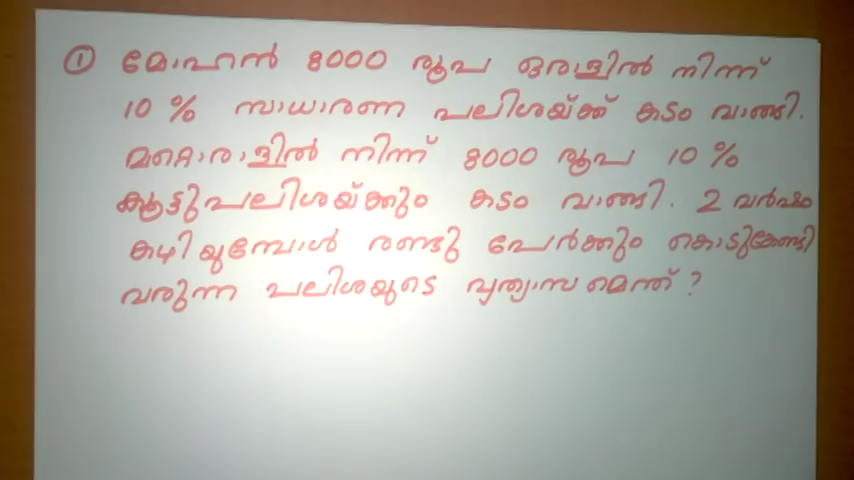 ① മോഹൻ 8000 രൂപ ഒരാളിൽ നിന്ന്
10 % സാധാരണ പലിശയ്ക്ക് കടം വാങ്ങി.
മറ്റൊരാളിൽ നിന്ന് 8000 രൂപ 10 %
കൂട്ടുപലിശയ്ക്കും കടം വാങ്ങി. 2 വർഷം
കഴിയുമ്പോൾ രണ്ടു പേർക്കും കൊടുക്കേണ്ടി
വരുന്ന പലിശയുടെ വ്യത്യാസമെന്ത് ?